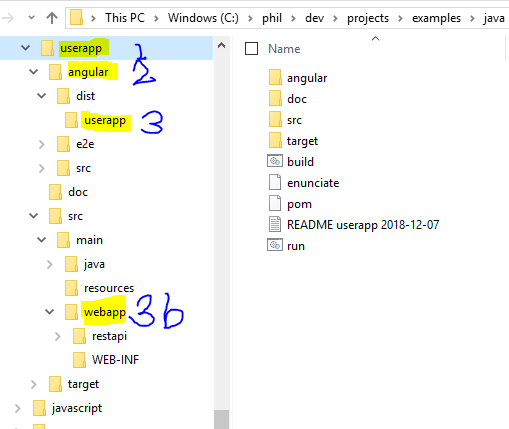 This PC > Windows (C:) > phil > dev > projects > examples > java
userapp 1
angular 2
dist
userapp 3
e2e
src
doc
src
main
java
resources
webapp 3b
restapi
WEB-INF
target
javascript
Name
angular
doc
src
target
build
enunciate
pom
README userapp 2018-12-07
run